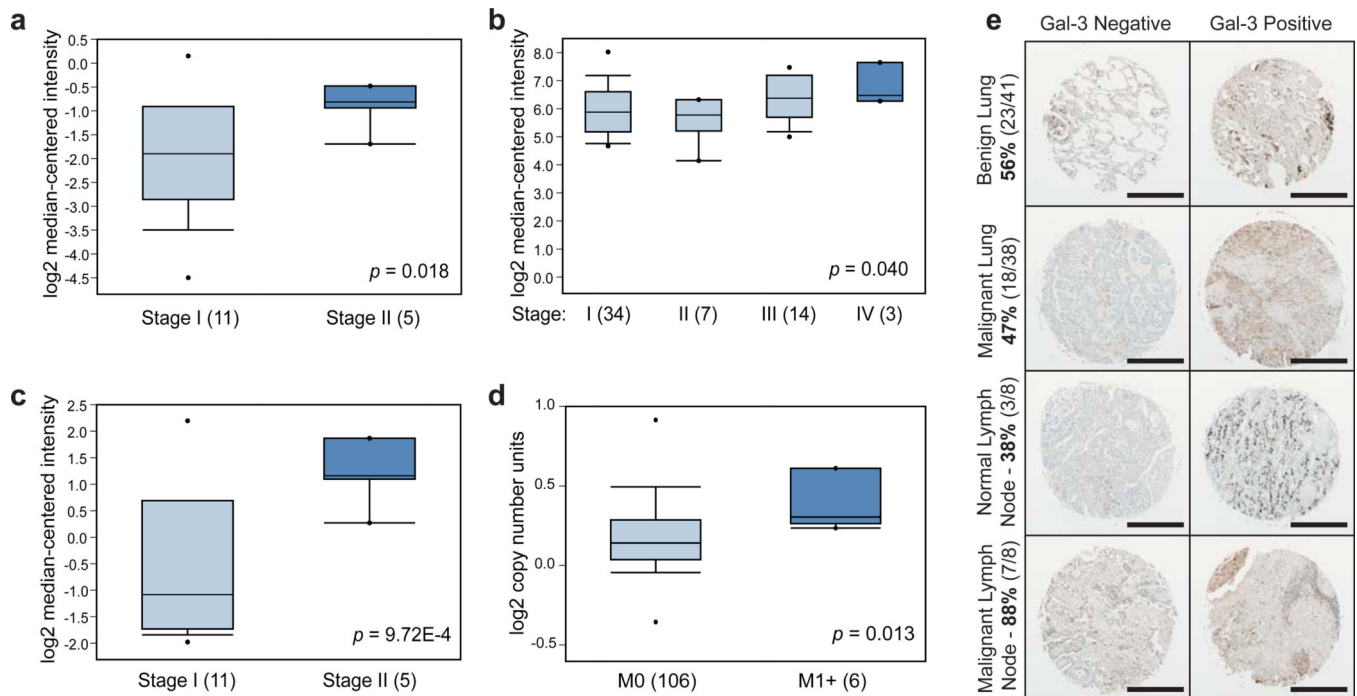 a
log2 median-centered intensity
0.5
0.0
-0.5
-1.0
-1.5
-2.0
-2.5
-3.0
-3.5
-4.0
-4.5
p = 0.018
Stage I (11)
Stage II (5)
b
log2 median-centered intensity
8.0
7.0
6.0
5.0
4.0
3.0
2.0
1.0
0.0
p = 0.040
Stage: I (34) II (7) III (14) IV (3)
c
log2 median-centered intensity
2.5
2.0
1.5
1.0
0.5
0.0
-0.5
-1.0
-1.5
-2.0
p = 9.72E-4
Stage I (11)
Stage II (5)
d
log2 copy number units
1.0
0.5
0.0
-0.5
p = 0.013
M0 (106)
M1+ (6)
e
Gal-3 Negative
Gal-3 Positive
Benign Lung
56% (23/41)
Malignant Lung
47% (18/38)
Normal Lymph
Node - 38% (3/8)
Malignant Lymph
Node - 88% (7/8)